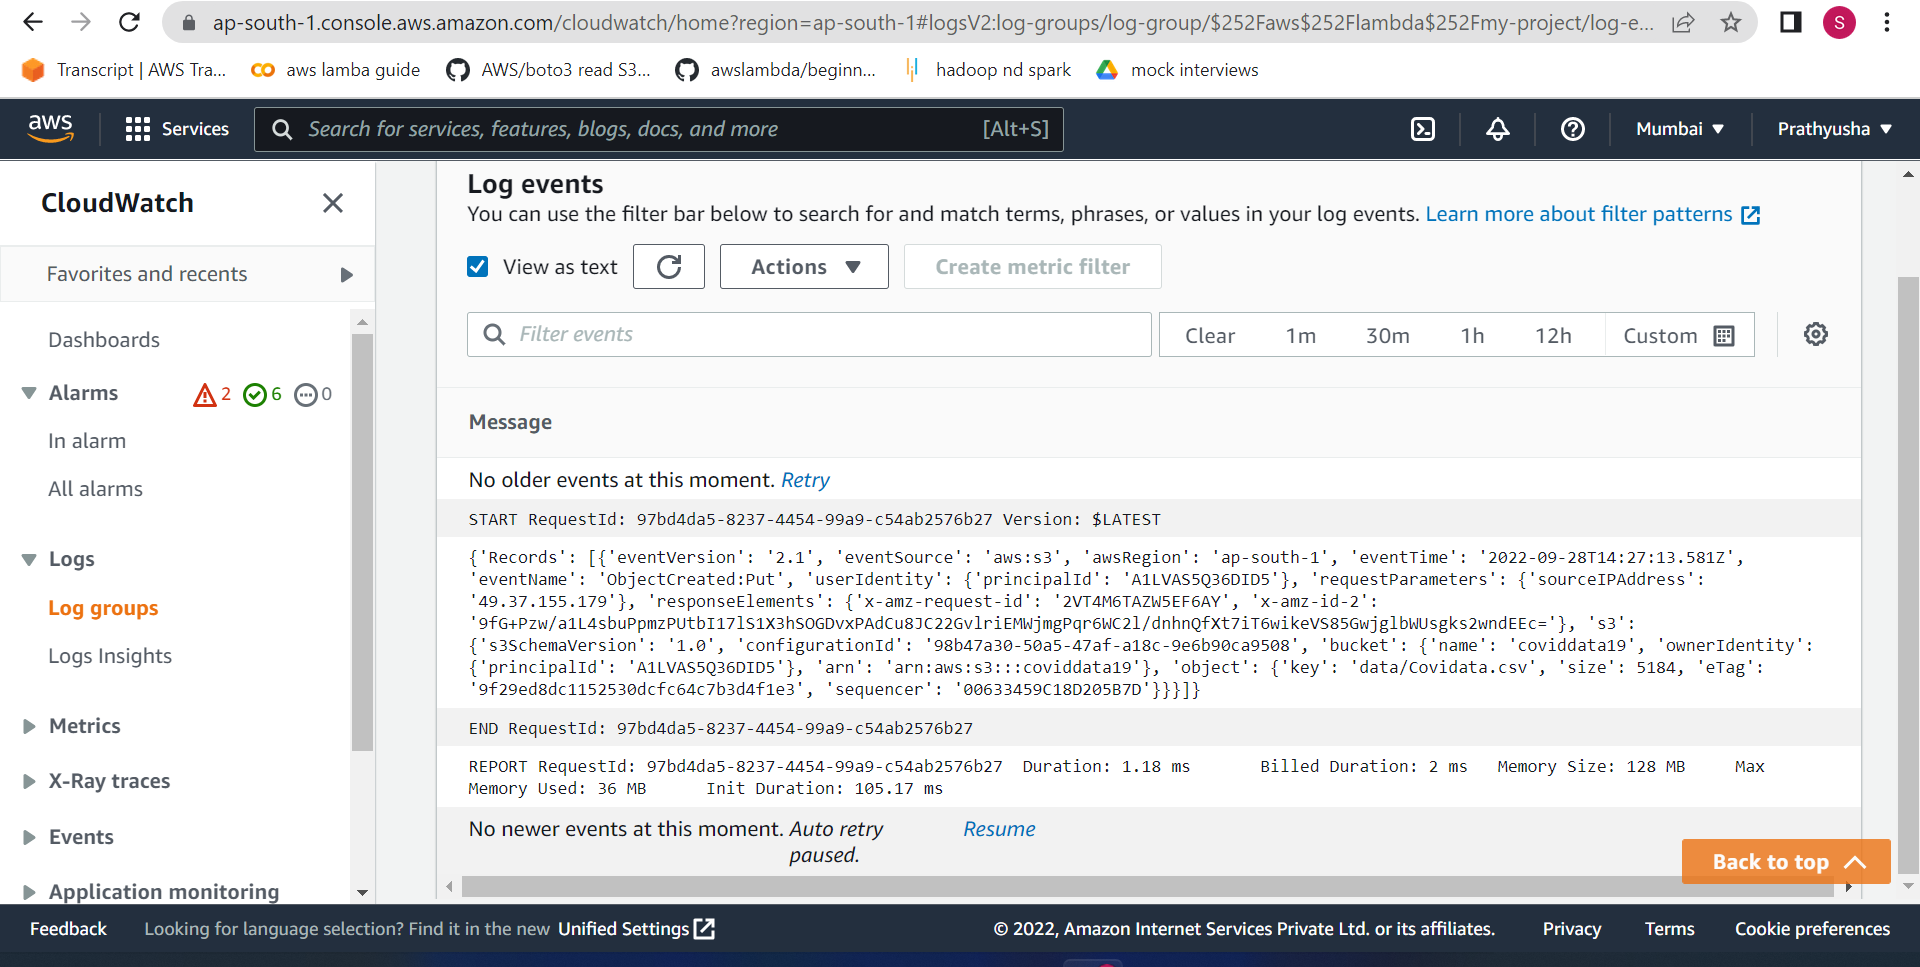 ap-south-1.console.aws.amazon.com/cloudwatch/home?region=ap-south-1#logsV2:log-groups/log-group/$252Faws$252Flambda$252Fmy-project/log-e...
S
Transcript | AWS Tra...
aws lamba guide
AWS/boto3 read S3...
awslambda/beginn...
hadoop nd spark
mock interviews
aws
Services
Search for services, features, blogs, docs, and more
[Alt+S]
Mumbai
Prathyusha
CloudWatch
Favorites and recents
Dashboards
Alarms 2 6 0
In alarm
All alarms
Logs
Log groups
Logs Insights
Metrics
X-Ray traces
Events
Application monitoring
Log events
You can use the filter bar below to search for and match terms, phrases, or values in your log events. Learn more about filter patterns
View as text
Actions
Create metric filter
Filter events
Clear 1m 30m 1h 12h Custom
Message
No older events at this moment. Retry
START RequestId: 97bd4da5-8237-4454-99a9-c54ab2576b27 Version: $LATEST
{'Records': [{'eventVersion': '2.1', 'eventSource': 'aws:s3', 'awsRegion': 'ap-south-1', 'eventTime': '2022-09-28T14:27:13.581Z',
'eventName': 'ObjectCreated:Put', 'userIdentity': {'principalId': 'A1LVAS5Q36DID5'}, 'requestParameters': {'sourceIPAddress':
'49.37.155.179'}, 'responseElements': {'x-amz-request-id': '2VT4M6TAZW5EF6AY', 'x-amz-id-2':
'9fG+Pzw/a1L4sbuPpmzPUtbI17lS1X3hSOGDvxPAdCu8JC22GvlriEMWjmgPqr6WC2l/dnhnQfXt7iT6wikeVS85GwjglbWUsgks2wndEEc='}, 's3':
{'s3SchemaVersion': '1.0', 'configurationId': '98b47a30-50a5-47af-a18c-9e6b90ca9508', 'bucket': {'name': 'coviddata19', 'ownerIdentity':
{'principalId': 'A1LVAS5Q36DID5'}, 'arn': 'arn:aws:s3:::coviddata19'}, 'object': {'key': 'data/Covidata.csv', 'size': 5184, 'eTag':
'9f29ed8dc1152530dcfc64c7b3d4f1e3', 'sequencer': '00633459C18D205B7D'}}}]}
END RequestId: 97bd4da5-8237-4454-99a9-c54ab2576b27
REPORT RequestId: 97bd4da5-8237-4454-99a9-c54ab2576b27 Duration: 1.18 ms Billed Duration: 2 ms Memory Size: 128 MB Max
Memory Used: 36 MB Init Duration: 105.17 ms
No newer events at this moment. Auto retry paused. Resume
Back to top
Feedback
Looking for language selection? Find it in the new Unified Settings
© 2022, Amazon Internet Services Private Ltd. or its affiliates.
Privacy
Terms
Cookie preferences